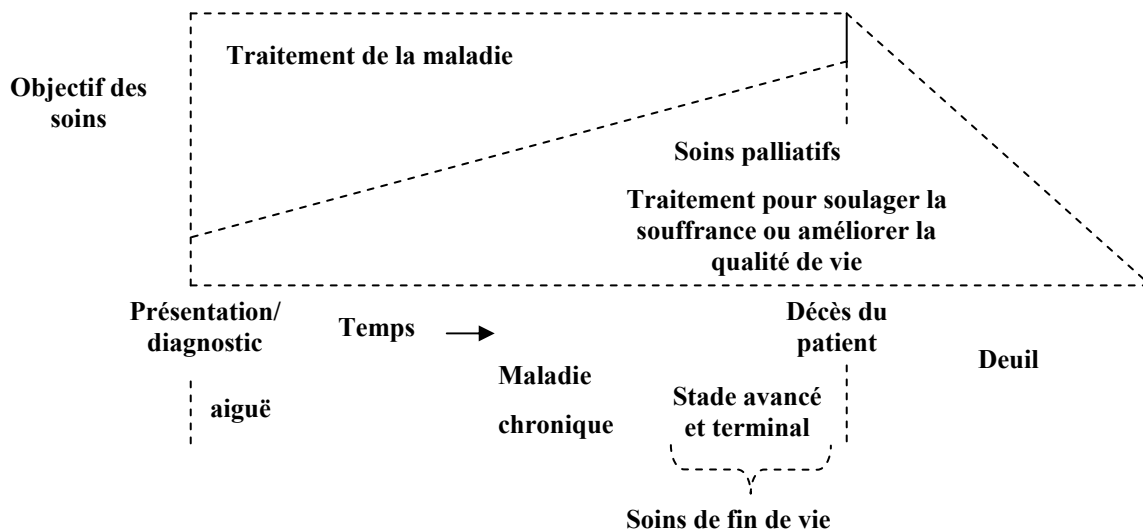 Traitement de la maladie
Objectif des
soins
Soins palliatifs
Traitement pour soulager la
souffrance ou améliorer la
qualité de vie
Présentation/
diagnostic
Temps
Décès du
patient
Deuil
aiguë
Maladie
chronique
Stade avancé
et terminal
Soins de fin de vie